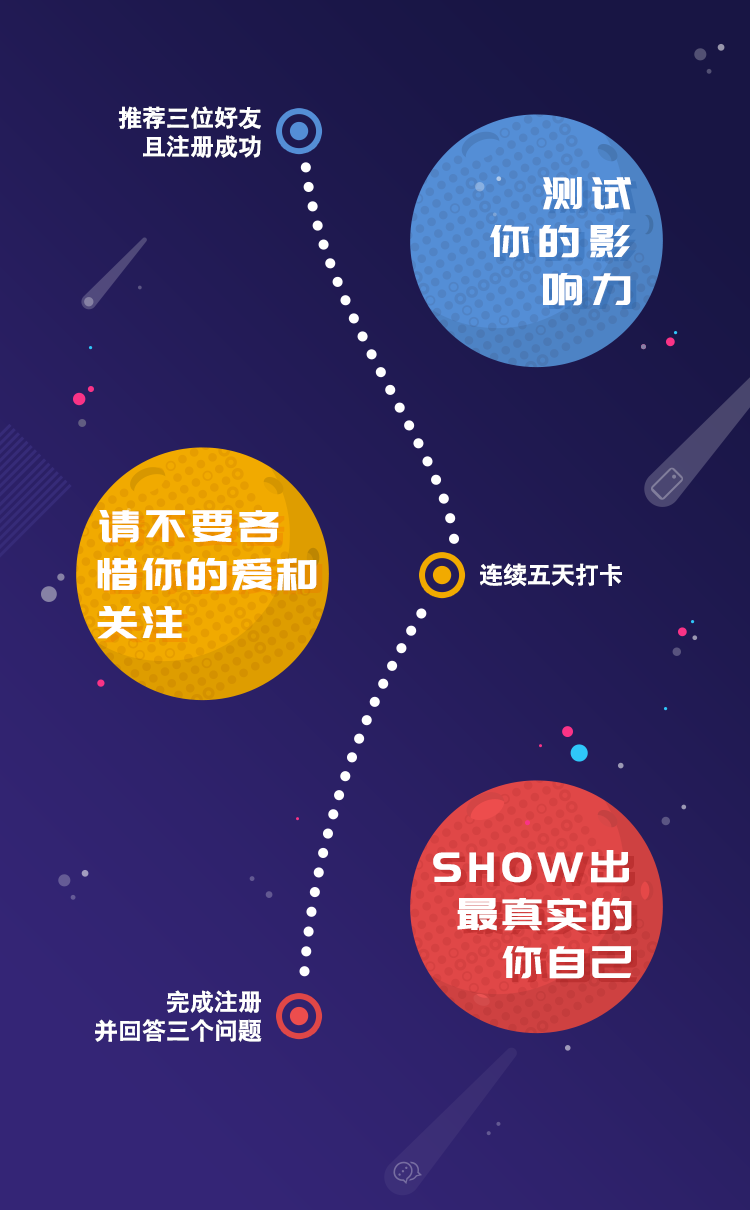 推荐三位好友
且注册成功
测试
你的影
响力
请不要吝
惜你的爱和
关注
连续五天打卡
SHOW出
最真实的
你自己
完成注册
并回答三个问题